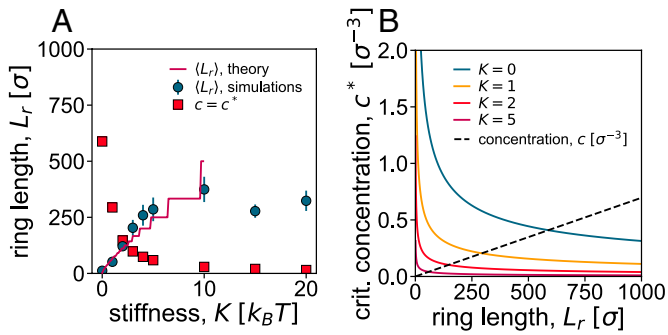 A
1000
750
500
250
0
ring length, L_r [σ]
⟨L_r⟩, theory
⟨L_r⟩, simulations
c = c*
0
10
20
stiffness, K [k_BT]
B
2.0
1.5
1.0
0.5
0.0
crit. concentration, c* [σ⁻³]
K = 0
K = 1
K = 2
K = 5
concentration, c [σ⁻³]
0
250
500
750
1000
ring length, L_r [σ]